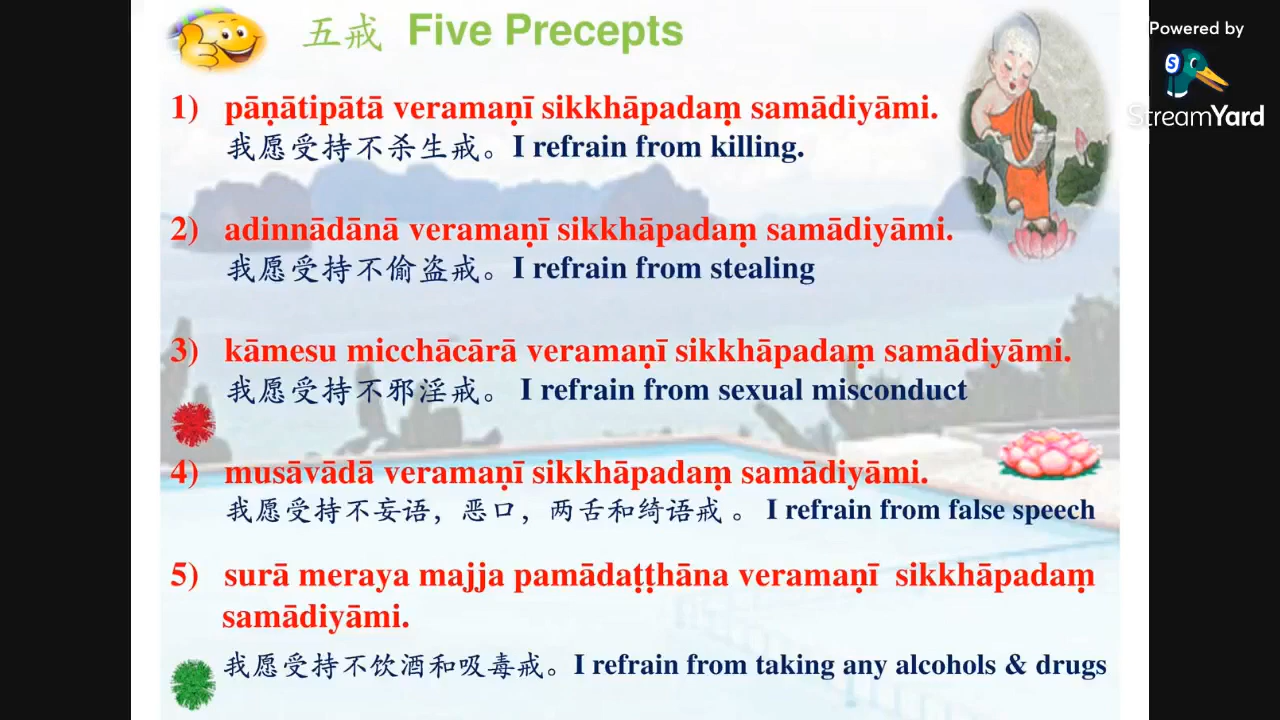 五戒 Five Precepts
Powered by
S
StreamYard
1) pāṇātipātā veramaṇī sikkhāpadaṃ samādiyāmi.
我愿受持不杀生戒。I refrain from killing.
2) adinnādānā veramaṇī sikkhāpadaṃ samādiyāmi.
我愿受持不偷盗戒。I refrain from stealing
3) kāmesu micchācārā veramaṇī sikkhāpadaṃ samādiyāmi.
我愿受持不邪淫戒。 I refrain from sexual misconduct
4) musāvādā veramaṇī sikkhāpadaṃ samādiyāmi.
我愿受持不妄语，恶口，两舌和绮语戒 。 I refrain from false speech
5) surā meraya majja pamādaṭṭhāna veramaṇī sikkhāpadaṃ
samādiyāmi.
我愿受持不饮酒和吸毒戒。I refrain from taking any alcohols & drugs